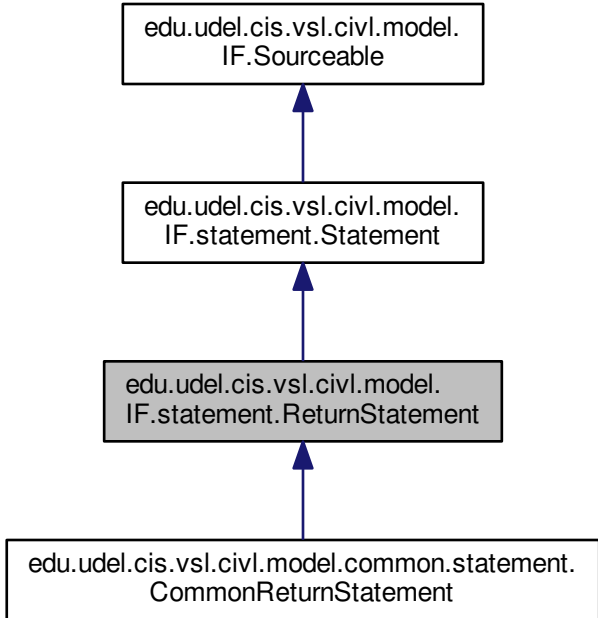 edu.udel.cis.vsl.civl.model.
IF.Sourceable
edu.udel.cis.vsl.civl.model.
IF.statement.Statement
edu.udel.cis.vsl.civl.model.
IF.statement.ReturnStatement
edu.udel.cis.vsl.civl.model.common.statement.
CommonReturnStatement